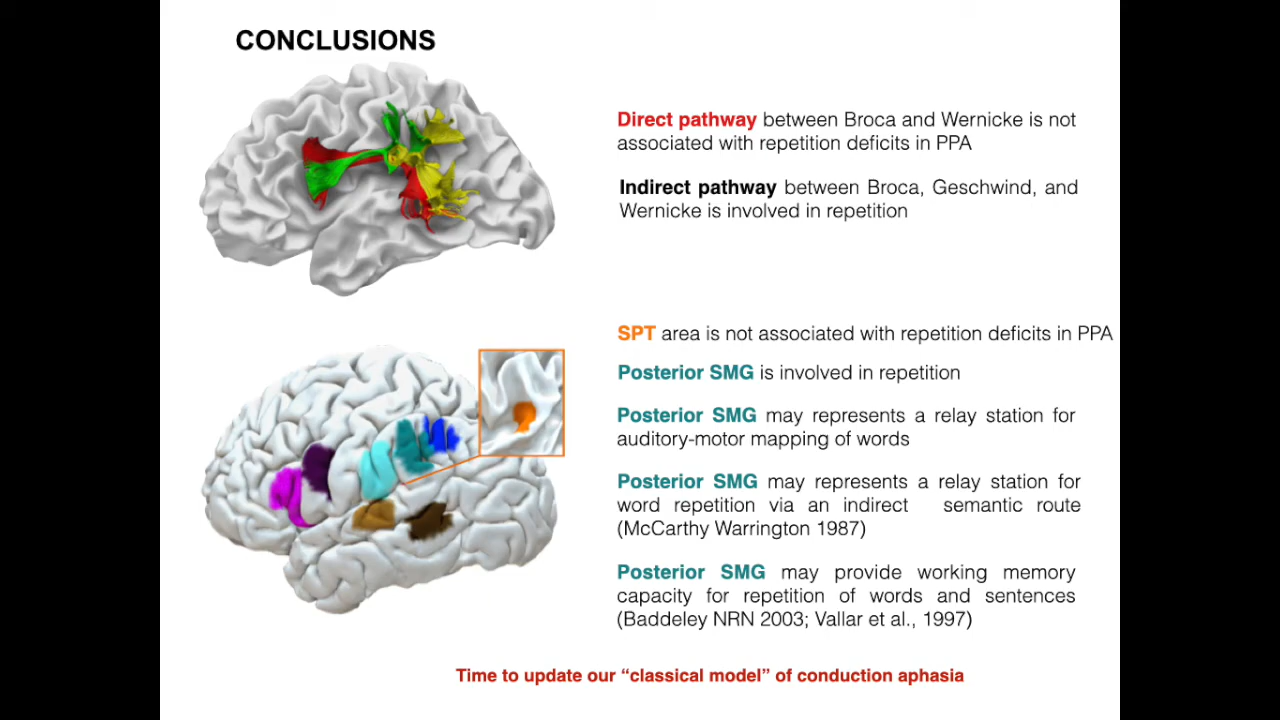 CONCLUSIONS
Direct pathway between Broca and Wernicke is not
associated with repetition deficits in PPA
Indirect pathway between Broca, Geschwind, and
Wernicke is involved in repetition
SPT area is not associated with repetition deficits in PPA
Posterior SMG is involved in repetition
Posterior SMG may represents a relay station for
auditory-motor mapping of words
Posterior SMG may represents a relay station for
word repetition via an indirect semantic route
(McCarthy Warrington 1987)
Posterior SMG may provide working memory
capacity for repetition of words and sentences
(Baddeley NRN 2003; Vallar et al., 1997)
Time to update our “classical model” of conduction aphasia